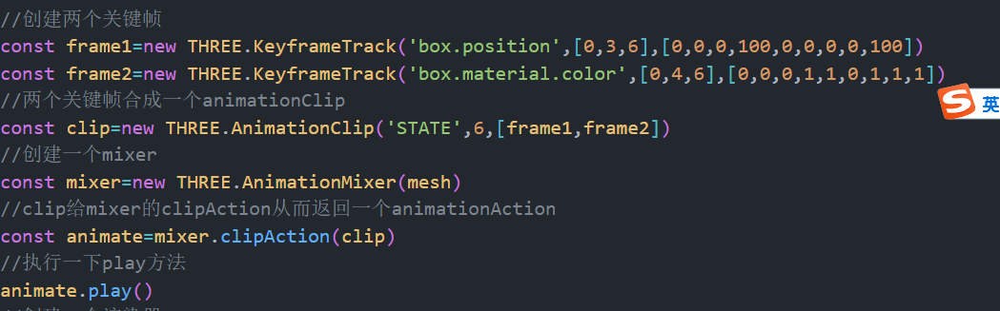 //创建两个关键帧
const frame1=new THREE.KeyframeTrack('box.position',[0,3,6],[0,0,0,100,0,0,0,0,100])
const frame2=new THREE.KeyframeTrack('box.material.color',[0,4,6],[0,0,0,1,1,0,1,1,1])
//两个关键帧合成一个animationClip
const clip=new THREE.AnimationClip('STATE',6,[frame1,frame2])
//创建一个mixer
const mixer=new THREE.AnimationMixer(mesh)
//clip给mixer的clipAction从而返回一个animationAction
const animate=mixer.clipAction(clip)
//执行一下play方法
animate.play()
S 英